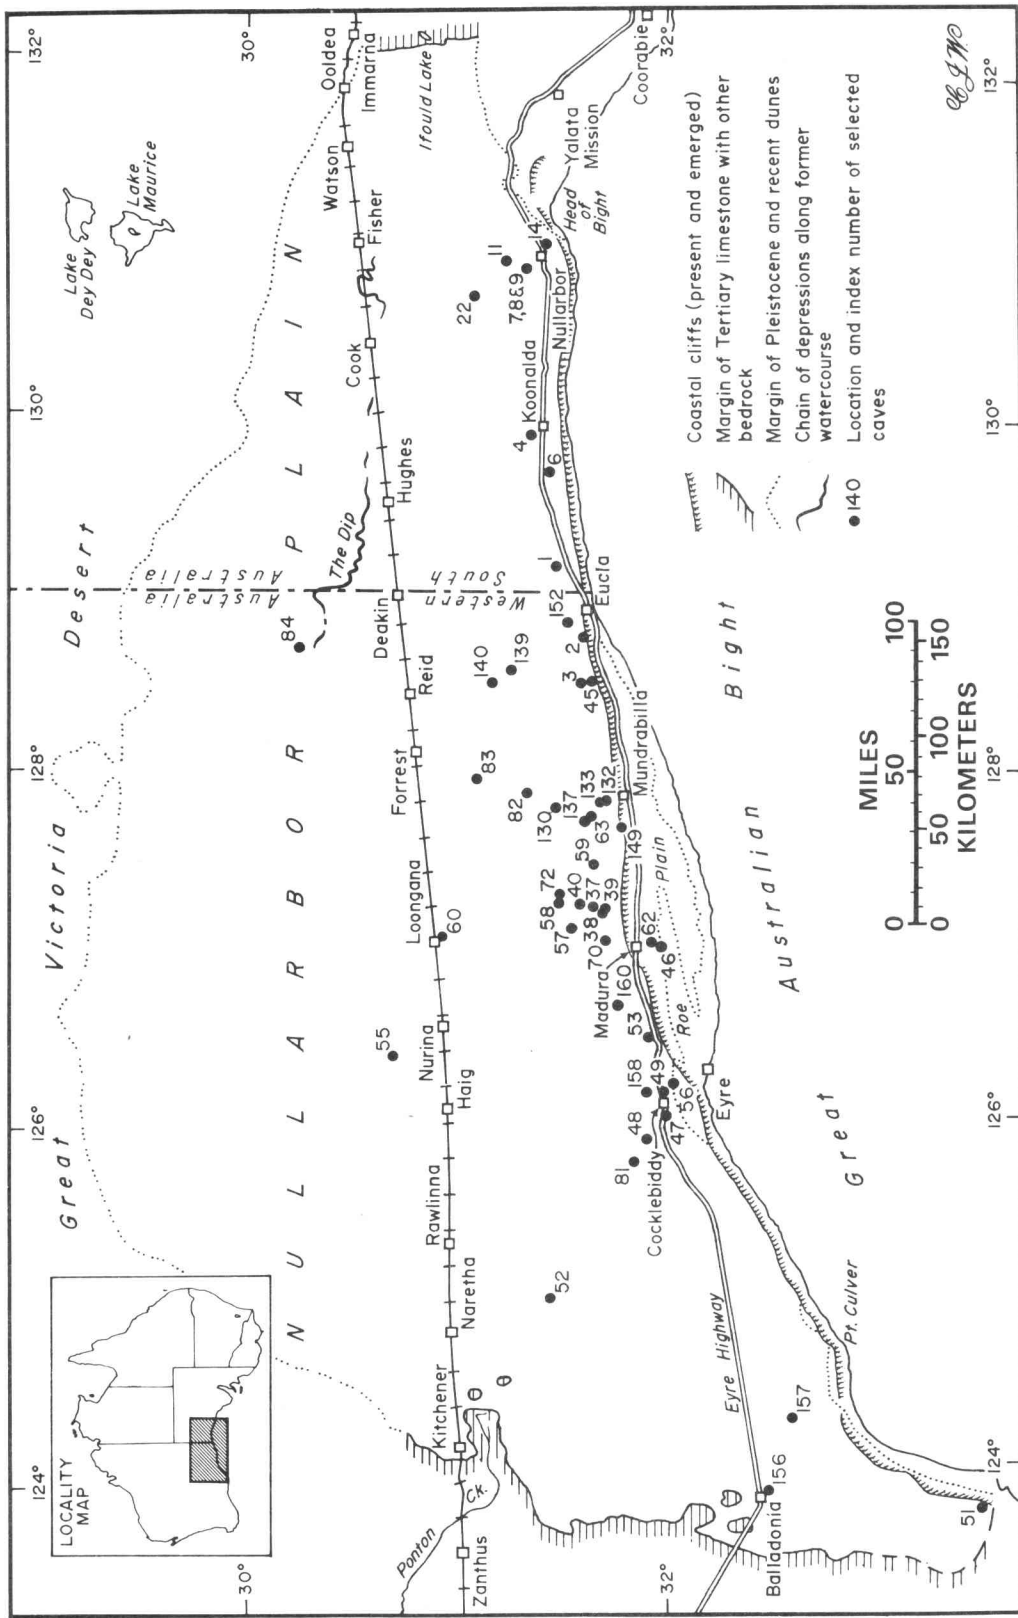 LOCALITY
MAP
124°
126°
128°
130°
132°
Great Victoria Desert
Lake
Dey Dey
Lake
Maurice
P
30°
30°
NULLARBOR PLAIN
Western Australia
South Australia
The Dip
84
55
60
Zanthus
Ponton
Ck.
Kitchener
Naretha
Rawlinna
Haig
Nurina
Loongana
Forrest
Reid
Deakin
Hughes
Cook
Fisher
Watson
Ooldea
Immarna
Ifould Lake
52
83
82
140
139
130
137
133
132
63
59
72
58
40
57
37
39
38
70
149
152
1
2
3
45
4
6
22
11
7,8&9
14
Koonalda
Nullarbor
Head
of
Bight
Yalata
Mission
Coorabie
Eucla
Mundrabilla
Madura
160
62
46
53
158
49
56
47
48
81
Cocklebiddy
Roe Plain
Eyre
Eyre Highway
32°
32°
Balladonia
156
157
51
Pt. Culver
Great Australian Bight
MILES
0 50 100
0 50 100 150
KILOMETERS
Coastal cliffs (present and emerged)
Margin of Tertiary limestone with other
bedrock
Margin of Pleistocene and recent dunes
Chain of depressions along former
watercourse
140 Location and index number of selected
caves
124°
126°
128°
130°
132°